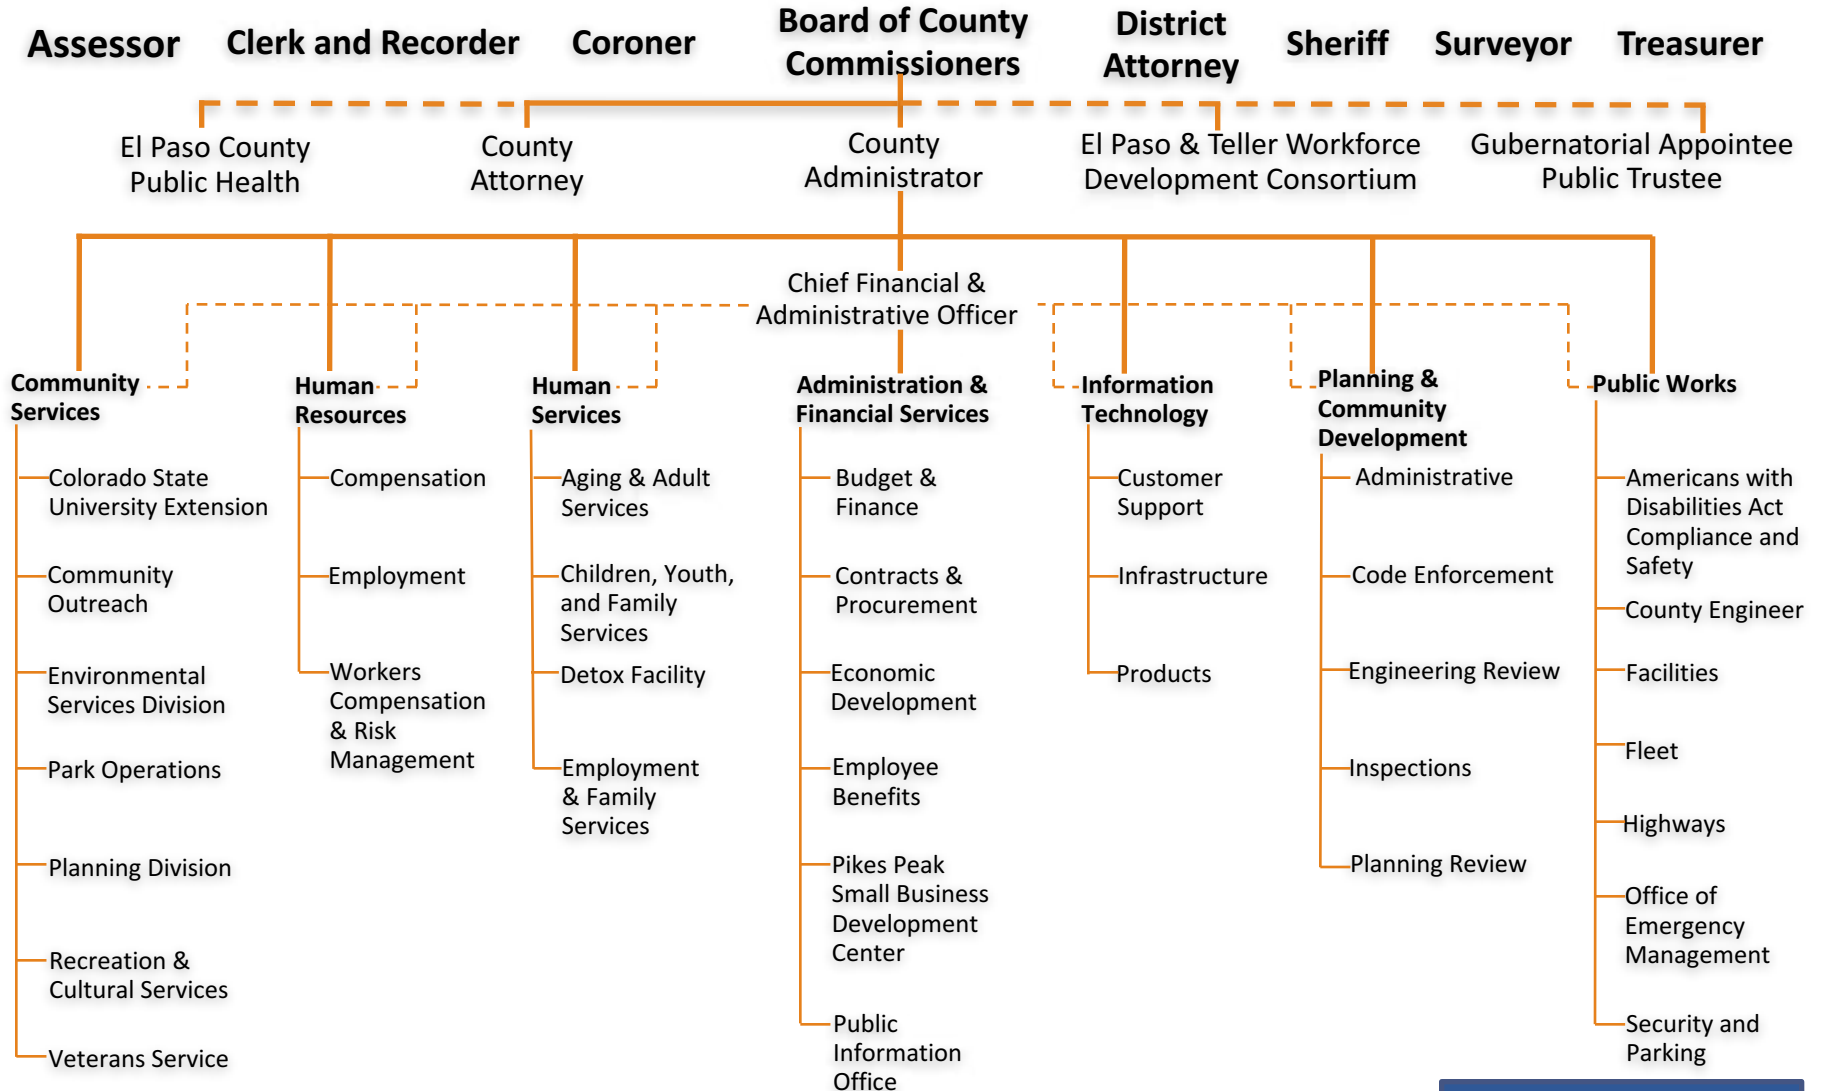 Assessor
Clerk and Recorder
Coroner
Board of County
Commissioners
District
Attorney
Sheriff
Surveyor
Treasurer
El Paso County
Public Health
County
Attorney
County
Administrator
El Paso & Teller Workforce
Development Consortium
Gubernatorial Appointee
Public Trustee
Chief Financial &
Administrative Officer
Community
Services
Colorado State
University Extension
Community
Outreach
Environmental
Services Division
Park Operations
Planning Division
Recreation &
Cultural Services
Veterans Service
Human
Resources
Compensation
Employment
Workers
Compensation
& Risk
Management
Human
Services
Aging & Adult
Services
Children, Youth,
and Family
Services
Detox Facility
Employment
& Family
Services
Administration &
Financial Services
Budget &
Finance
Contracts &
Procurement
Economic
Development
Employee
Benefits
Pikes Peak
Small Business
Development
Center
Public
Information
Office
Information
Technology
Customer
Support
Infrastructure
Products
Planning &
Community
Development
Administrative
Code Enforcement
Engineering Review
Inspections
Planning Review
Public Works
Americans with
Disabilities Act
Compliance and
Safety
County Engineer
Facilities
Fleet
Highways
Office of
Emergency
Management
Security and
Parking